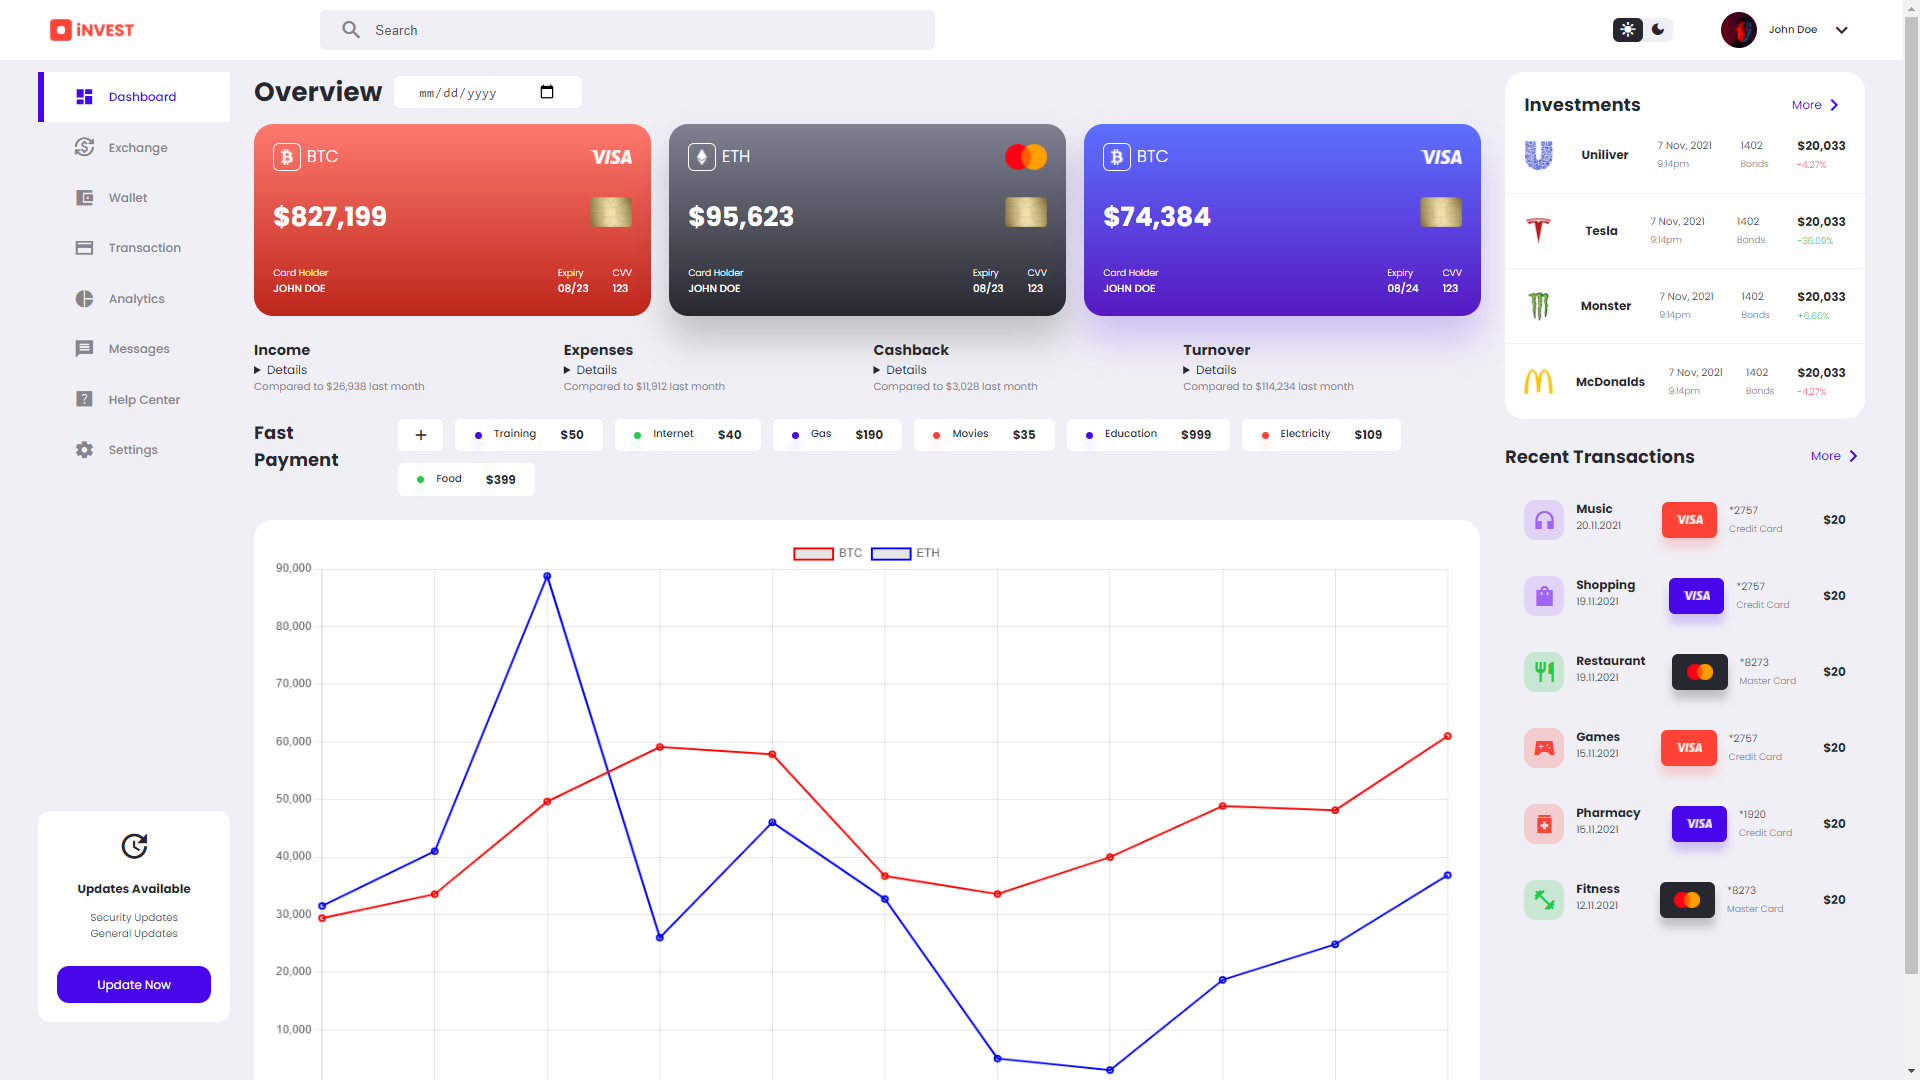 iNVEST
Search
John Doe
Dashboard
Exchange
Wallet
Transaction
Analytics
Messages
Help Center
Settings
Updates Available
Security Updates
General Updates
Update Now
Overview
mm/dd/yyyy
BTC
VISA
$827,199
Card Holder
JOHN DOE
Expiry
08/23
CVV
123
ETH
$95,623
Card Holder
JOHN DOE
Expiry
08/23
CVV
123
BTC
VISA
$74,384
Card Holder
JOHN DOE
Expiry
08/24
CVV
123
Income
Details
Compared to $26,938 last month
Expenses
Details
Compared to $11,912 last month
Cashback
Details
Compared to $3,028 last month
Turnover
Details
Compared to $114,234 last month
Fast
Payment
+
Training $50
Internet $40
Gas $190
Movies $35
Education $999
Electricity $109
Food $399
BTC ETH
90,000
80,000
70,000
60,000
50,000
40,000
30,000
20,000
10,000
Investments
More
Uniliver
7 Nov, 2021
9:14pm
1402
Bonds
$20,033
-4.27%
Tesla
7 Nov, 2021
9:14pm
1402
Bonds
$20,033
-36.09%
Monster
7 Nov, 2021
9:14pm
1402
Bonds
$20,033
+6.66%
McDonalds
7 Nov, 2021
9:14pm
1402
Bonds
$20,033
-4.27%
Recent Transactions
More
Music
20.11.2021
VISA
*2757
Credit Card
$20
Shopping
19.11.2021
VISA
*2757
Credit Card
$20
Restaurant
19.11.2021
*8273
Master Card
$20
Games
15.11.2021
VISA
*2757
Credit Card
$20
Pharmacy
15.11.2021
VISA
*1920
Credit Card
$20
Fitness
12.11.2021
*8273
Master Card
$20